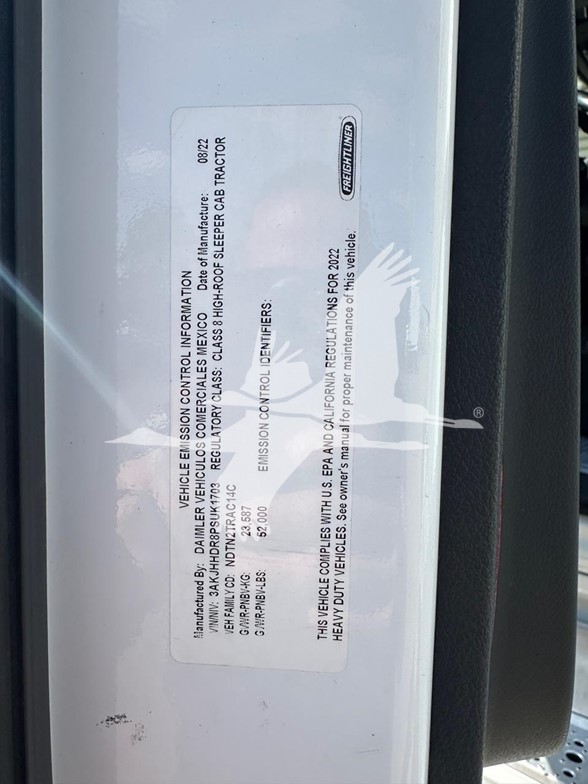 VEHICLE EMISSION CONTROL INFORMATION
Manufactured By: DAIMLER VEHICULOS COMERCIALES MEXICO Date of Manufacture: 08/22
VIN/NIV: 3AKJHHDR8PSUK1703 REGULATORY CLASS: CLASS 8 HIGH-ROOF SLEEPER CAB TRACTOR
VEH FAMILY CD: NDTN2TRAC14C
GVWR-PNBV-KG: 23,587
GVWR-PNBV-LBS: 52,000 EMISSION CONTROL IDENTIFIERS:
THIS VEHICLE COMPLIES WITH U.S. EPA AND CALIFORNIA REGULATIONS FOR 2022
HEAVY DUTY VEHICLES. See owner's manual for proper maintenance of this vehicle.
FREIGHTLINER
®